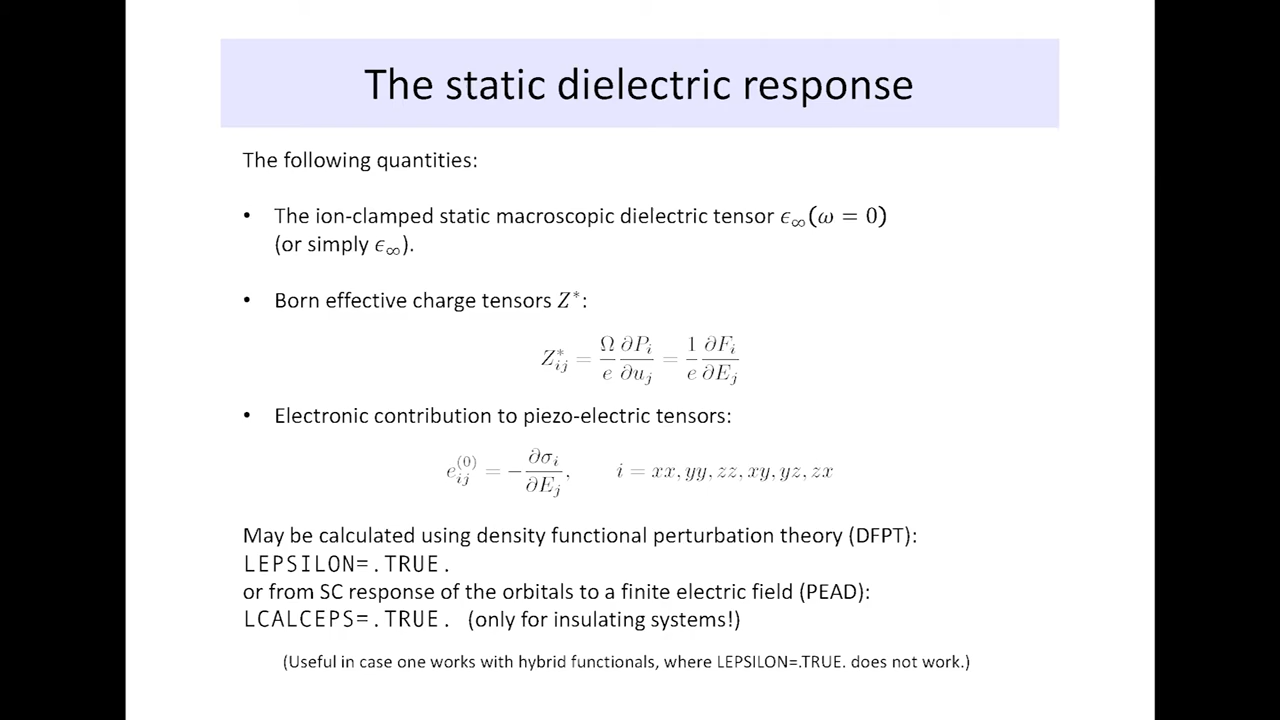 The static dielectric response
The following quantities:
• The ion-clamped static macroscopic dielectric tensor ϵ∞(ω = 0)
(or simply ϵ∞).
• Born effective charge tensors Z*:
Z*ij = Ω/e ∂Pi/∂uj = 1/e ∂Fi/∂Ej
• Electronic contribution to piezo-electric tensors:
e(0)ij = −∂σi/∂Ej, i = xx, yy, zz, xy, yz, zx
May be calculated using density functional perturbation theory (DFPT):
LEPSILON=.TRUE.
or from SC response of the orbitals to a finite electric field (PEAD):
LCALCEPS=.TRUE. (only for insulating systems!)
(Useful in case one works with hybrid functionals, where LEPSILON=.TRUE. does not work.)